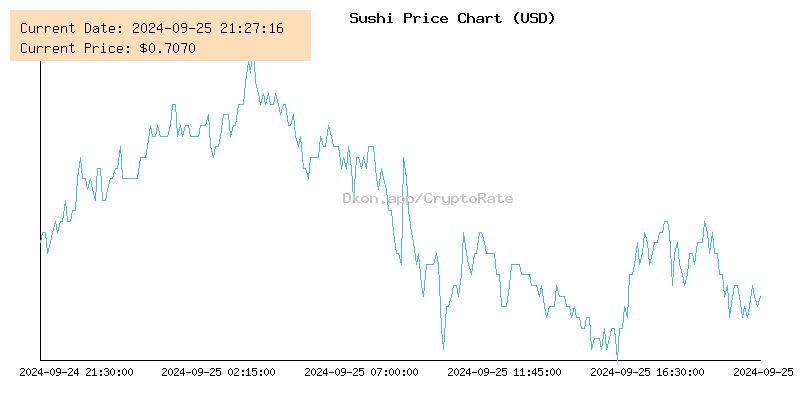 Sushi Price Chart (USD)
Current Date: 2024-09-25 21:27:16
Current Price: $0.7070
Dkon.app/CryptoRate
2024-09-24 21:30:00 2024-09-25 02:15:00 2024-09-25 07:00:00 2024-09-25 11:45:00 2024-09-25 16:30:00 2024-09-25